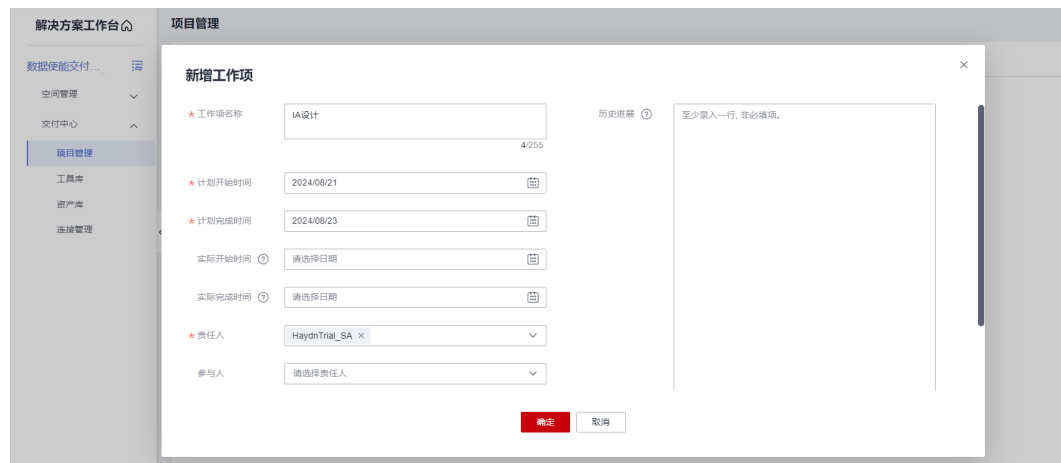 解决方案工作台
项目管理
数据使能交付...
空间管理
交付中心
项目管理
工具库
资产库
连接管理
新增工作项
* 工作项名称
IA设计
4/255
历史进展 ?
至少录入一行, 非必填项。
* 计划开始时间
2024/08/21
* 计划完成时间
2024/08/23
实际开始时间 ?
请选择日期
实际完成时间 ?
请选择日期
* 责任人
HaydnTrial_SA ×
参与人
请选择责任人
确定
取消